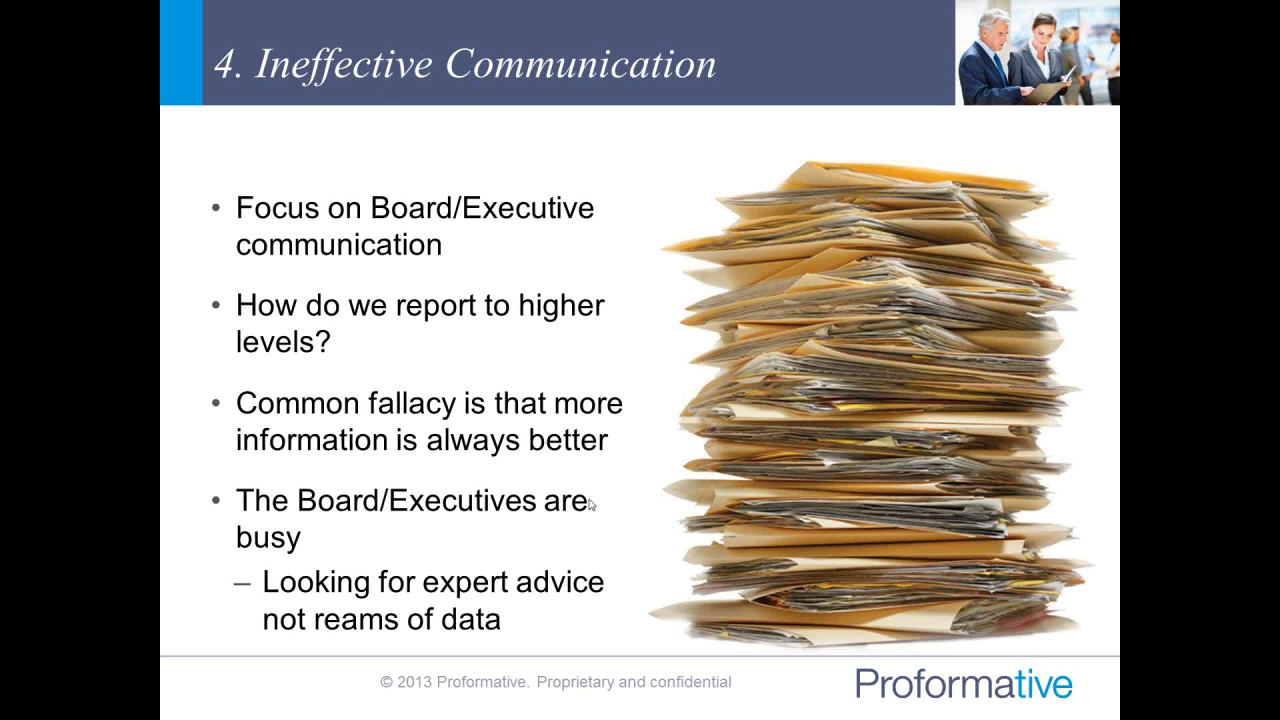 4. Ineffective Communication
• Focus on Board/Executive
communication
• How do we report to higher
levels?
• Common fallacy is that more
information is always better
• The Board/Executives are
busy
– Looking for expert advice
not reams of data
© 2013 Proformative. Proprietary and confidential
Proformative